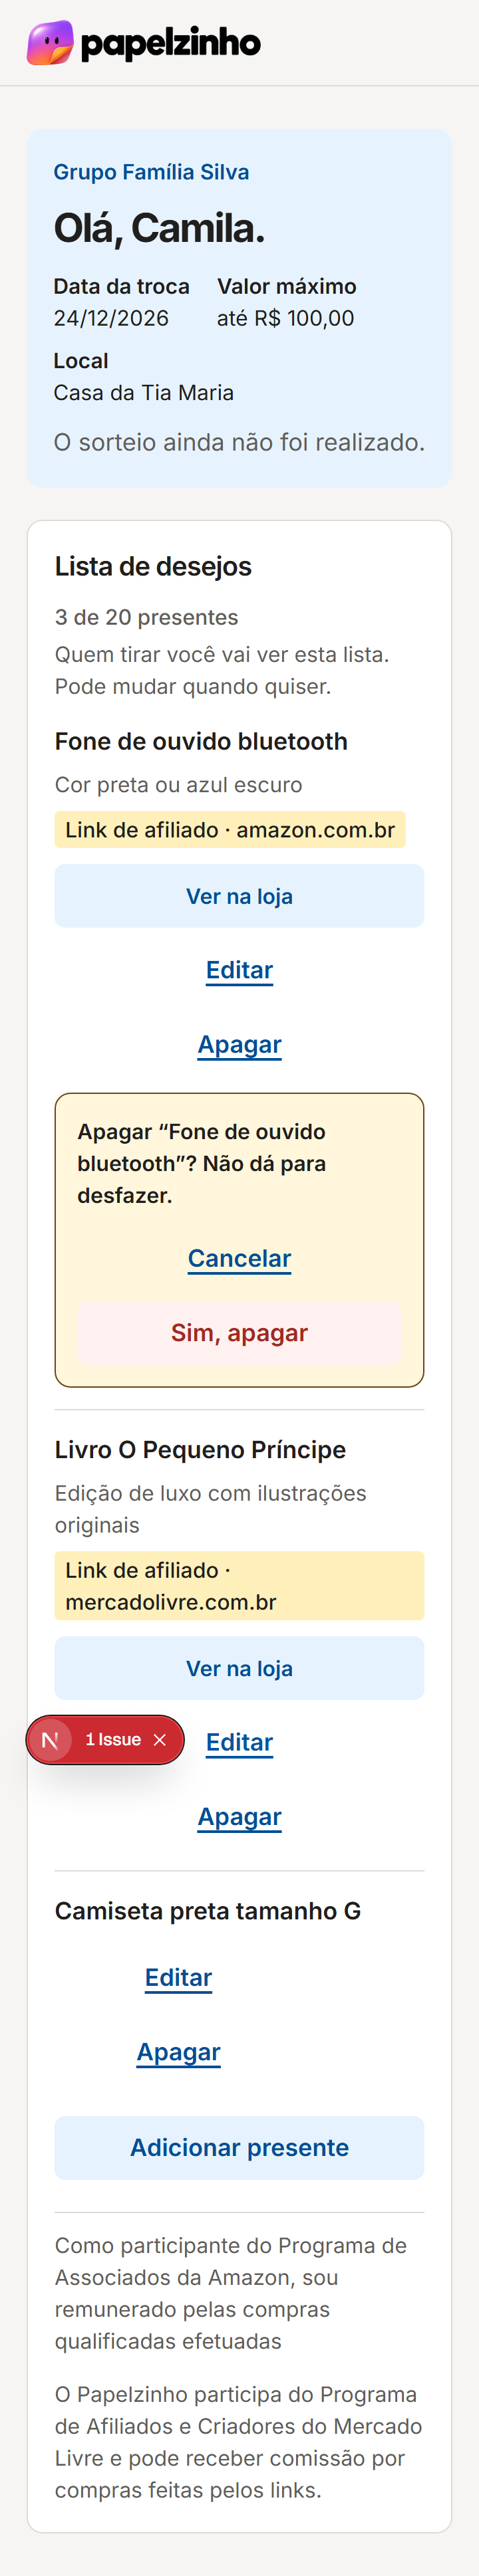 papelzinho
Grupo Família Silva
Olá, Camila.
Data da troca
24/12/2026
Valor máximo
até R$ 100,00
Local
Casa da Tia Maria
O sorteio ainda não foi realizado.
Lista de desejos
3 de 20 presentes
Quem tirar você vai ver esta lista.
Pode mudar quando quiser.
Fone de ouvido bluetooth
Cor preta ou azul escuro
Link de afiliado · amazon.com.br
Ver na loja
Editar
Apagar
Apagar “Fone de ouvido
bluetooth”? Não dá para
desfazer.
Cancelar
Sim, apagar
Livro O Pequeno Príncipe
Edição de luxo com ilustrações
originais
Link de afiliado ·
mercadolivre.com.br
Ver na loja
N 1 Issue ×
Editar
Apagar
Camiseta preta tamanho G
Editar
Apagar
Adicionar presente
Como participante do Programa de
Associados da Amazon, sou
remunerado pelas compras
qualificadas efetuadas
O Papelzinho participa do Programa
de Afiliados e Criadores do Mercado
Livre e pode receber comissão por
compras feitas pelos links.